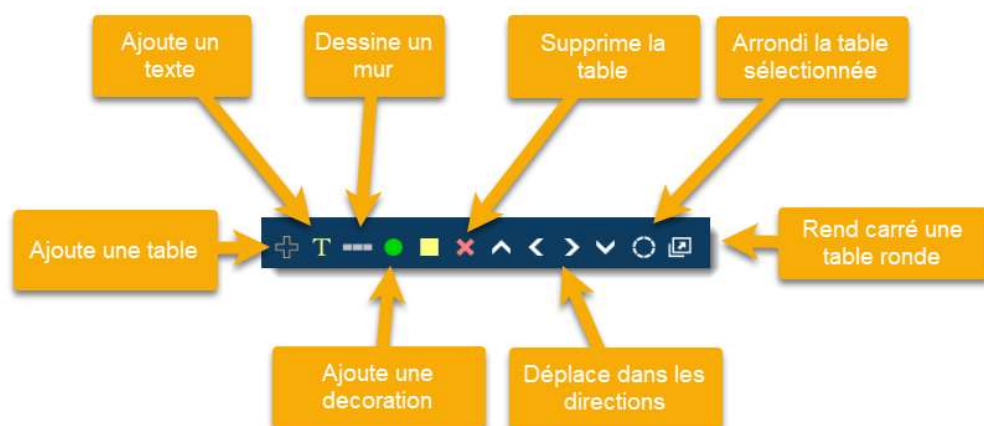 Ajoute un
texte
Dessine un
mur
Supprime la
table
Arrondi la table
sélectionnée
Ajoute une table
T
Rend carré une
table ronde
Ajoute une
decoration
Déplace dans les
directions